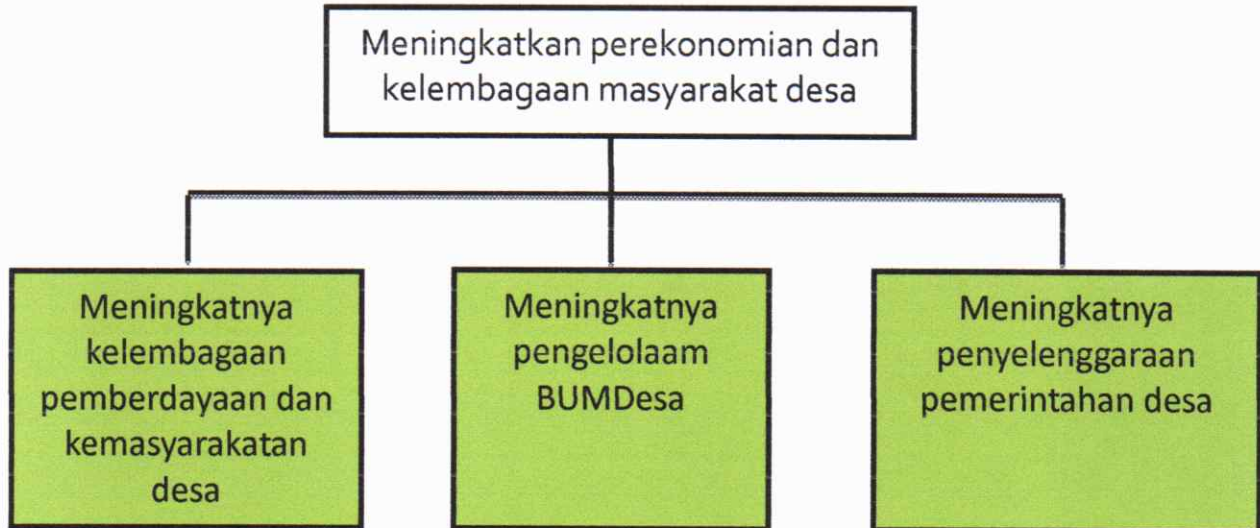 Meningkatkan perekonomian dan
kelembagaan masyarakat desa
Meningkatnya
kelembagaan
pemberdayaan dan
kemasyarakatan
desa
Meningkatnya
pengelolaam
BUMDesa
Meningkatnya
penyelenggaraan
pemerintahan desa